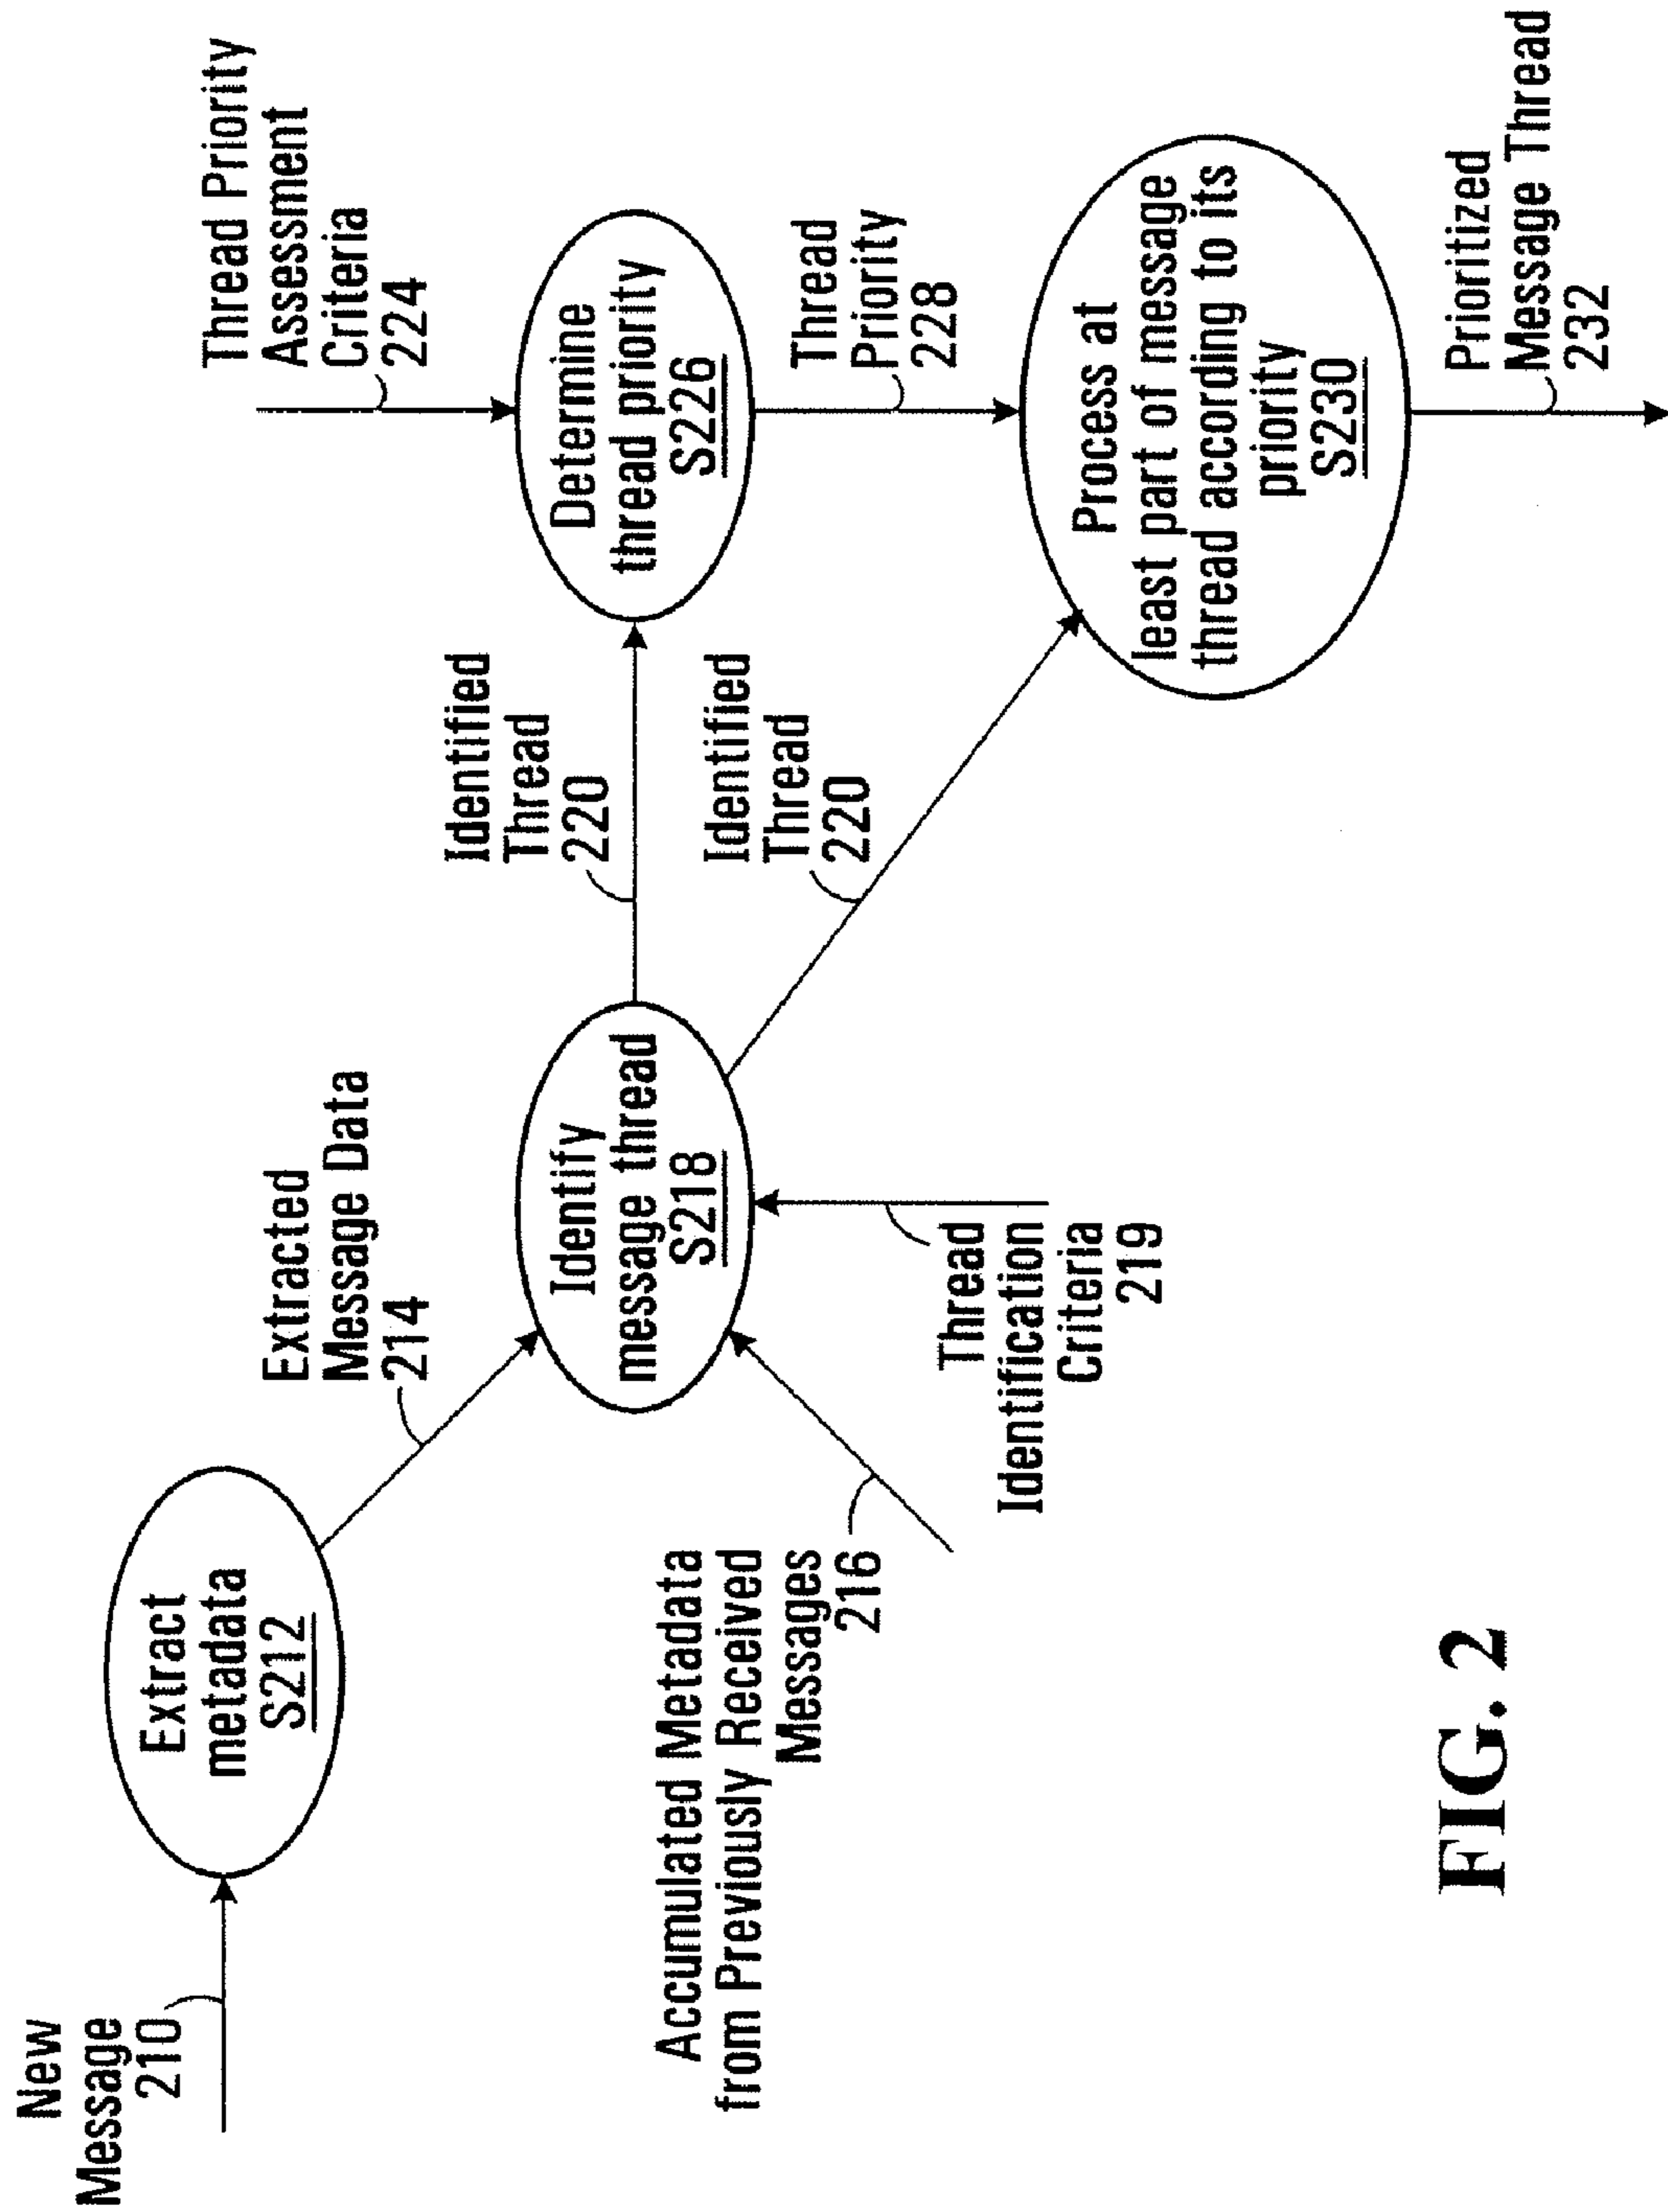 New
Message
210
Extract
metadata
S212
Extracted
Message Data
214
Accumulated Metadata
from Previously Received
Messages
216
Identify
message thread
S218
Thread
Identification
Criteria
219
Identified
Thread
220
Identified
Thread
220
Thread Priority
Assessment
Criteria
224
Determine
thread priority
S226
Thread
Priority
228
Process at
least part of message
thread according to its
priority
S230
Prioritized
Message Thread
232
FIG. 2